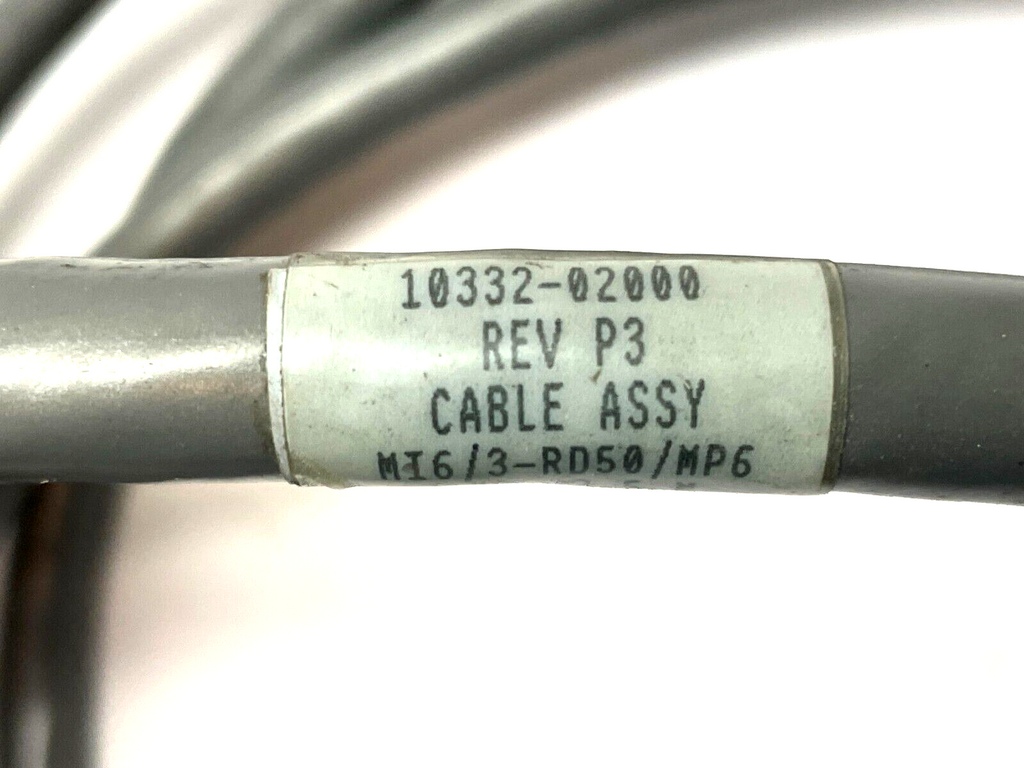 10332-02000
REV P3
CABLE ASSY
MI6/3-RD50/MP6